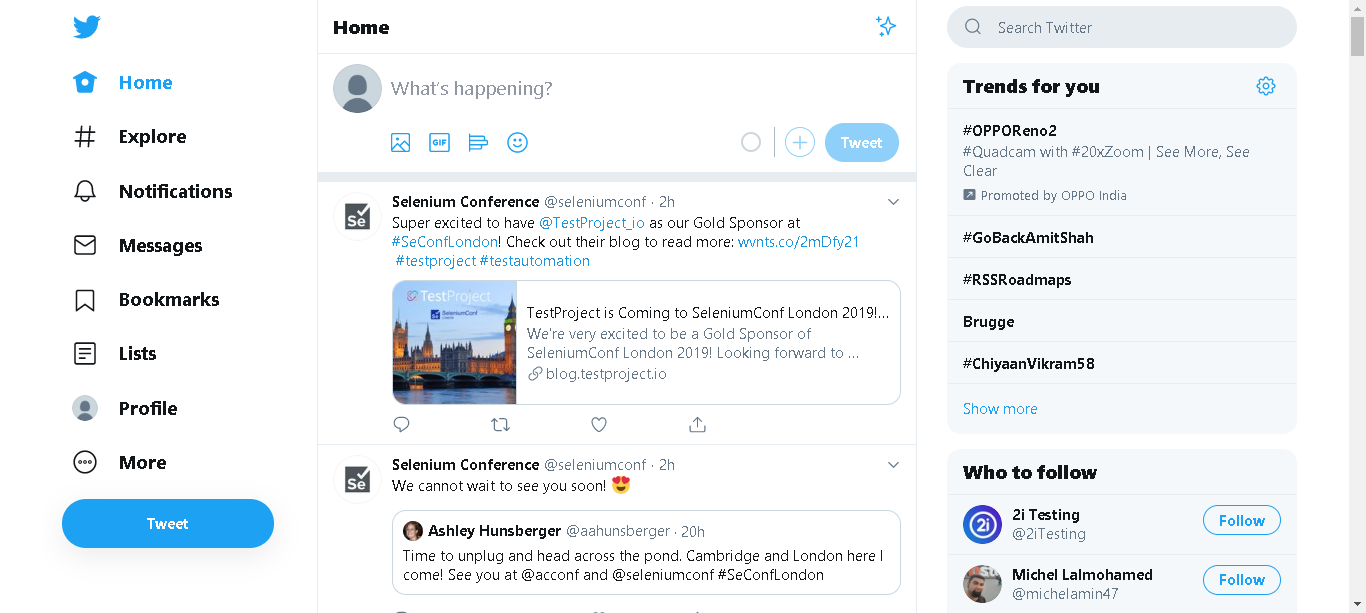 Home
Explore
Notifications
Messages
Bookmarks
Lists
Profile
More
Tweet
Home
What's happening?
GIF
Tweet
Selenium Conference @seleniumconf · 2h
Super excited to have @TestProject_io as our Gold Sponsor at
#SeConfLondon! Check out their blog to read more: wvnts.co/2mDfy21
#testproject #testautomation
Se
TestProject
SeleniumConf
TestProject is Coming to SeleniumConf London 2019!...
We're very excited to be a Gold Sponsor of
SeleniumConf London 2019! Looking forward to ...
blog.testproject.io
Selenium Conference @seleniumconf · 2h
We cannot wait to see you soon! 😍
Se
Ashley Hunsberger @aahunsberger · 20h
Time to unplug and head across the pond. Cambridge and London here I
come! See you at @acconf and @seleniumconf #SeConfLondon
Search Twitter
Trends for you
#OPPOReno2
#Quadcam with #20xZoom | See More, See
Clear
Promoted by OPPO India
#GoBackAmitShah
#RSSRoadmaps
Brugge
#ChiyaanVikram58
Show more
Who to follow
2i
2i Testing
@2iTesting
Follow
Michel Lalmohamed
@michelamin47
Follow